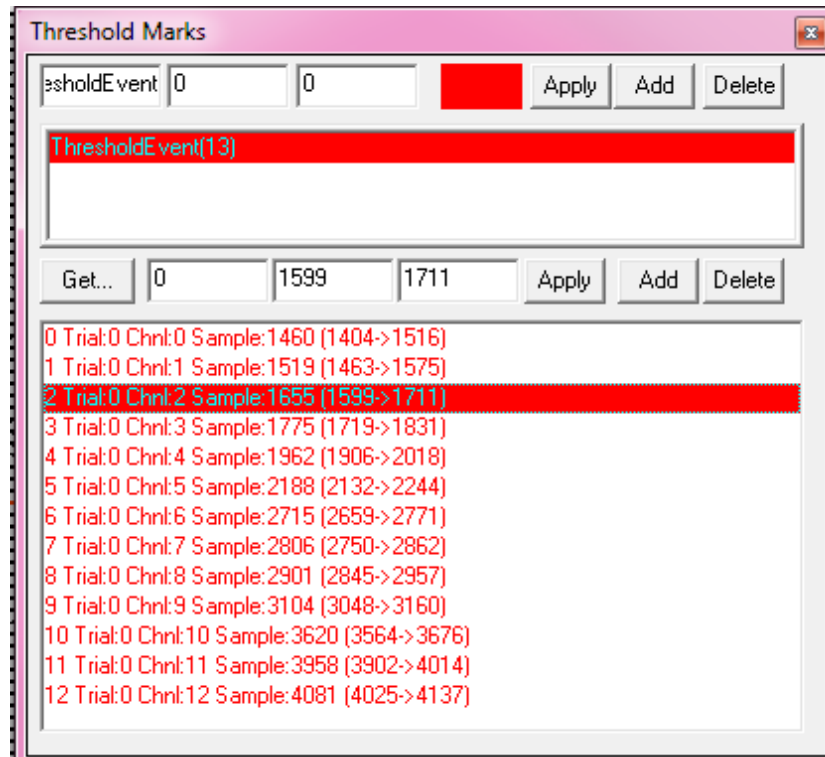 Threshold Marks
esholdEvent 0 0 Apply Add Delete
ThresholdEvent(13)
Get... 0 1599 1711 Apply Add Delete
0 Trial:0 Chnl:0 Sample:1460 (1404->1516)
1 Trial:0 Chnl:1 Sample:1519 (1463->1575)
2 Trial:0 Chnl:2 Sample:1655 (1599->1711)
3 Trial:0 Chnl:3 Sample:1775 (1719->1831)
4 Trial:0 Chnl:4 Sample:1962 (1906->2018)
5 Trial:0 Chnl:5 Sample:2188 (2132->2244)
6 Trial:0 Chnl:6 Sample:2715 (2659->2771)
7 Trial:0 Chnl:7 Sample:2806 (2750->2862)
8 Trial:0 Chnl:8 Sample:2901 (2845->2957)
9 Trial:0 Chnl:9 Sample:3104 (3048->3160)
10 Trial:0 Chnl:10 Sample:3620 (3564->3676)
11 Trial:0 Chnl:11 Sample:3958 (3902->4014)
12 Trial:0 Chnl:12 Sample:4081 (4025->4137)